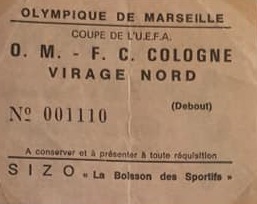 OLYMPIQUE DE MARSEILLE
COUPE DE L'U.E.F.A.
O. M. - F. C. COLOGNE
VIRAGE NORD
(Debout)
Nº 001110
A conserver et à présenter à toute réquisition
SIZO « La Boisson des Sportifs »